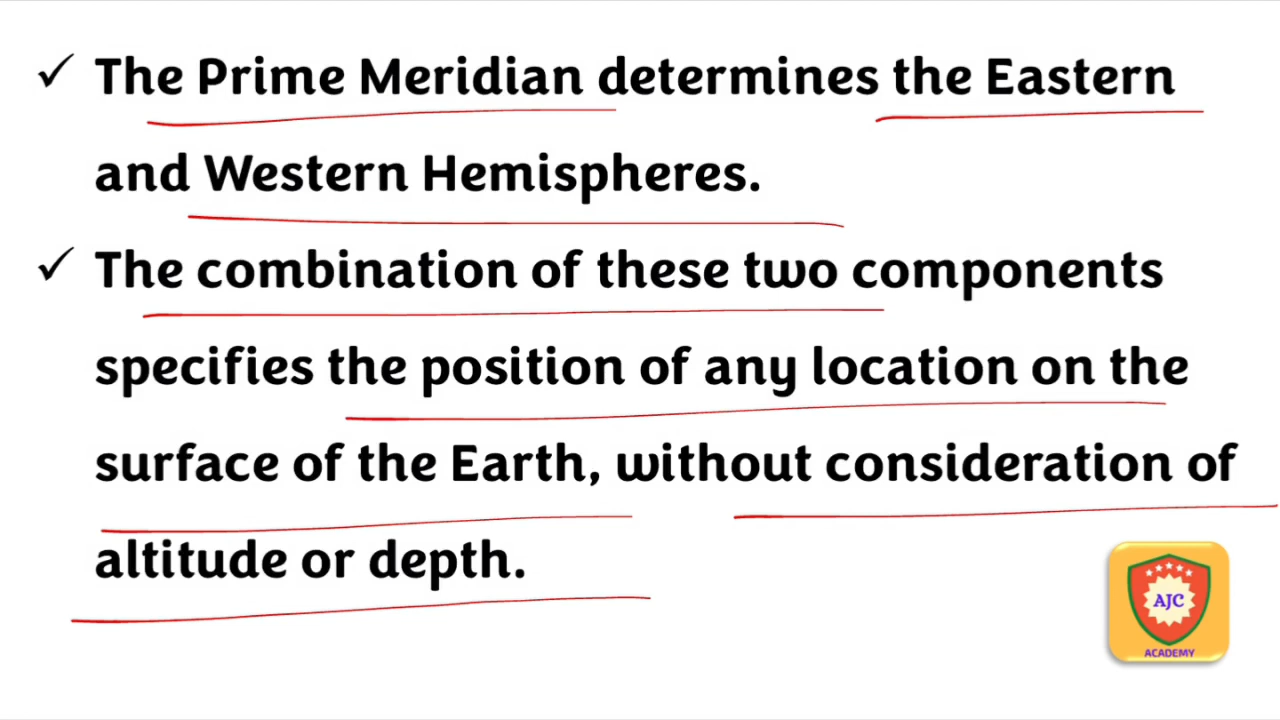 ✓ The Prime Meridian determines the Eastern
and Western Hemispheres.
✓ The combination of these two components
specifies the position of any location on the
surface of the Earth, without consideration of
altitude or depth.
AJC
ACADEMY